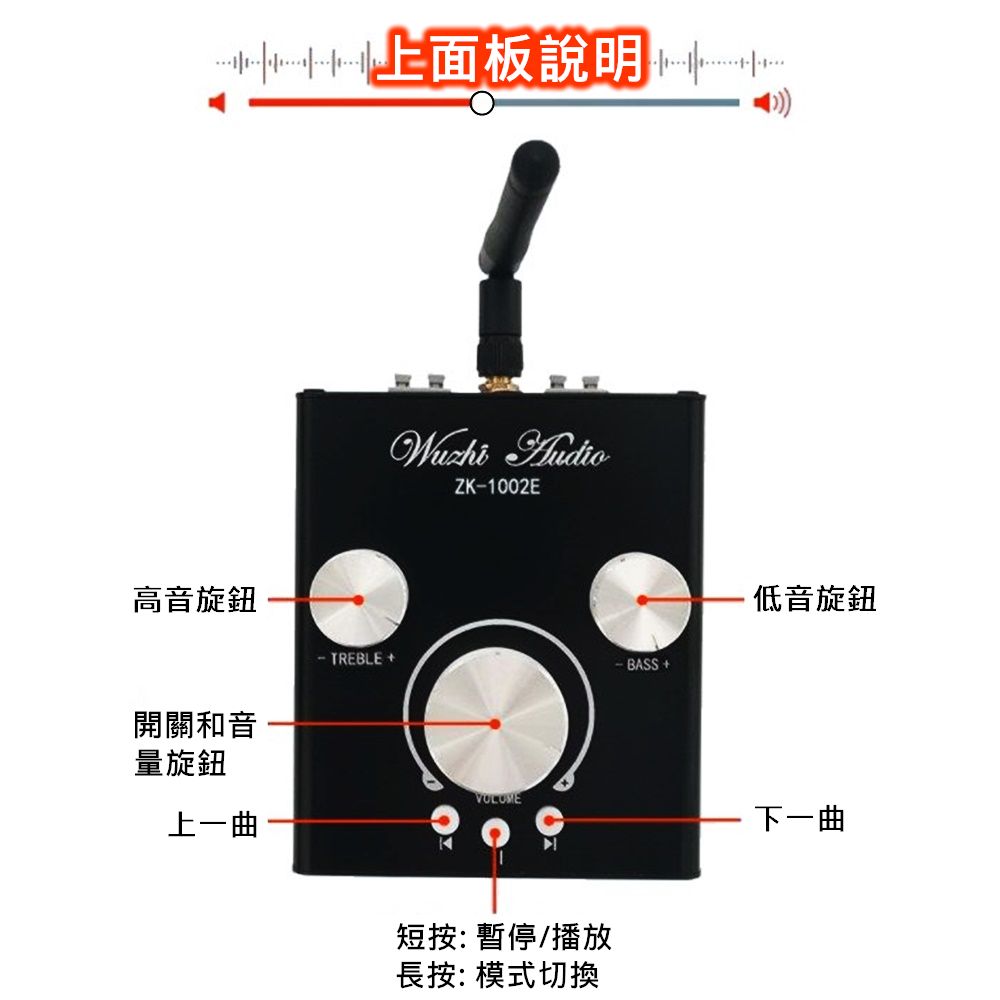 上面板說明
Wuzhi Audio
ZK-1002E
高音旋鈕
低音旋鈕
- TREBLE +
- BASS +
開關和音
量旋鈕
- +
VOLUME
上一曲
下一曲
短按: 暫停/播放
長按: 模式切換